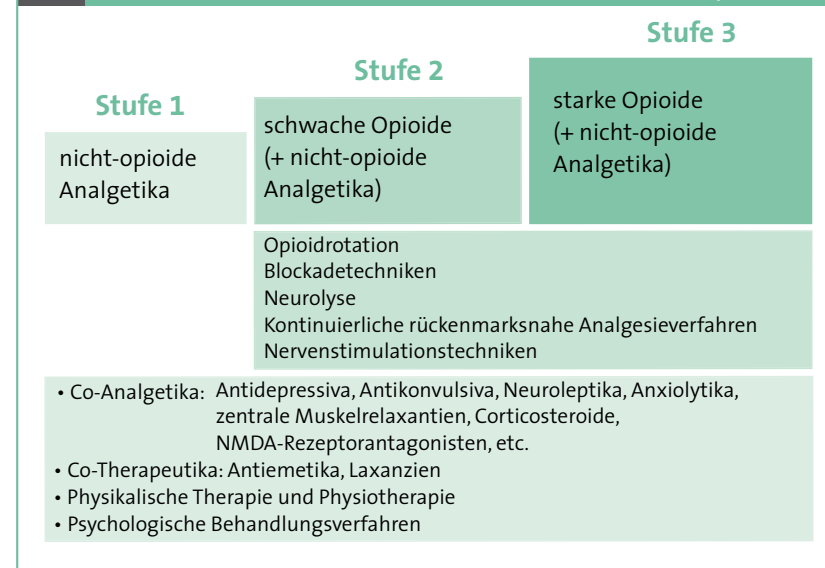 Stufe 1
nicht-opioide
Analgetika
Stufe 2
schwache Opioide
(+ nicht-opioide
Analgetika)
Stufe 3
starke Opioide
(+ nicht-opioide
Analgetika)
Opioidrotation
Blockadetechniken
Neurolyse
Kontinuierliche rückenmarksnahe Analgesieverfahren
Nervenstimulationstechniken
• Co-Analgetika: Antidepressiva, Antikonvulsiva, Neuroleptika, Anxiolytika,
zentrale Muskelrelaxantien, Corticosteroide,
NMDA-Rezeptorantagonisten, etc.
• Co-Therapeutika: Antiemetika, Laxanzien
• Physikalische Therapie und Physiotherapie
• Psychologische Behandlungsverfahren